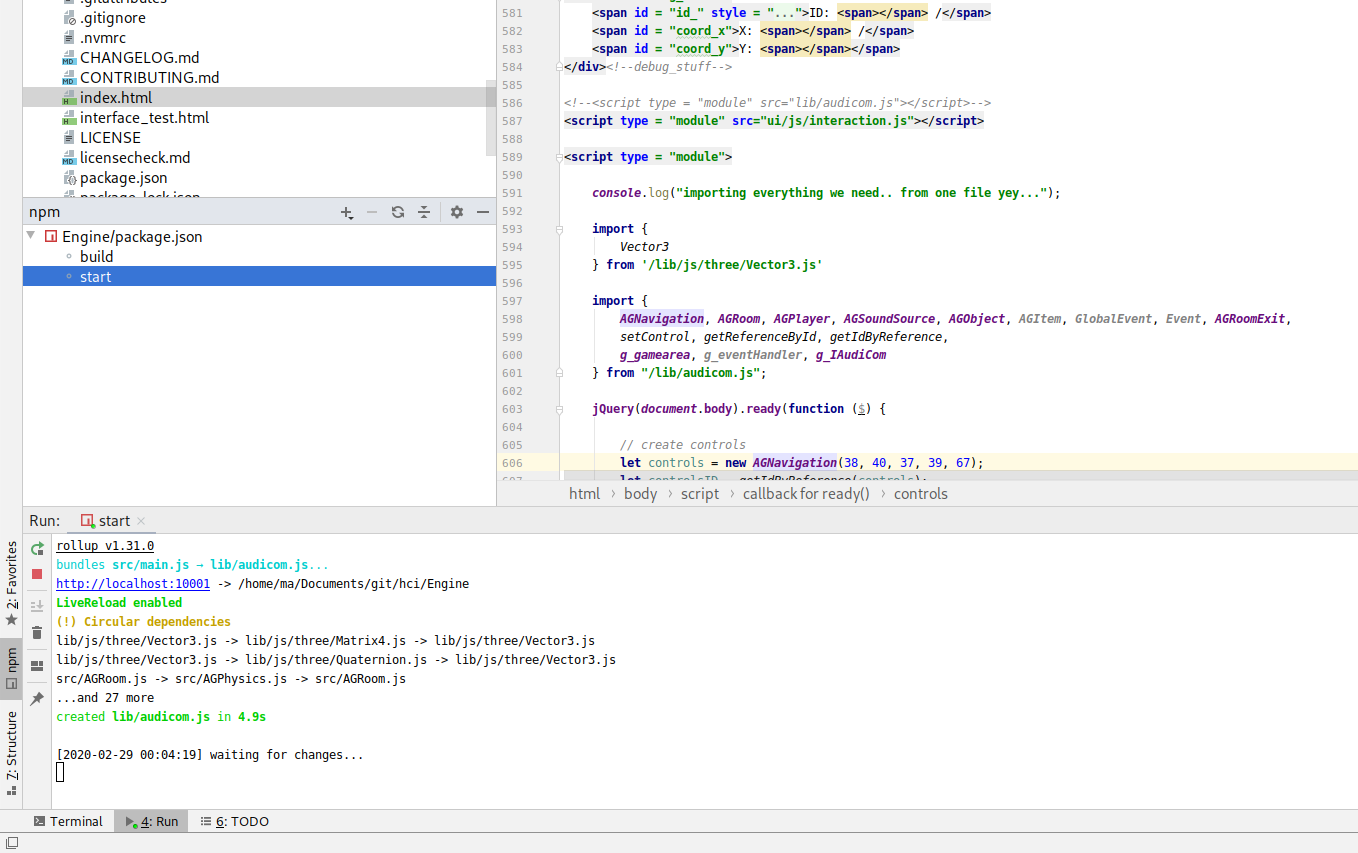 .gitattributes
.gitignore
.nvmrc
CHANGELOG.md
CONTRIBUTING.md
index.html
interface_test.html
LICENSE
licensecheck.md
package.json
package-lock.json
npm
Engine/package.json
build
start
581 <span id = "id_" style = "...">ID: <span></span> /</span>
582 <span id = "coord_x">X: <span></span> /</span>
583 <span id = "coord_y">Y: <span></span></span>
584 </div><!--debug_stuff-->
585
586 <!--<script type = "module" src="lib/audicom.js"></script>-->
587 <script type = "module" src="ui/js/interaction.js"></script>
588
589 <script type = "module">
590
591 console.log("importing everything we need.. from one file yey...");
592
593 import {
594 Vector3
595 } from '/lib/js/three/Vector3.js'
596
597 import {
598 AGNavigation, AGRoom, AGPlayer, AGSoundSource, AGObject, AGItem, GlobalEvent, Event, AGRoomExit,
599 setControl, getReferenceById, getIdByReference,
600 g_gamearea, g_eventHandler, g_IAudiCom
601 } from "/lib/audicom.js";
602
603 jQuery(document.body).ready(function ($) {
604
605 // create controls
606 let controls = new AGNavigation(38, 40, 37, 39, 67);
607 let controlsID = getIdByReference(controls);
html › body › script › callback for ready() › controls
Run: start
rollup v1.31.0
bundles src/main.js → lib/audicom.js...
http://localhost:10001 -> /home/ma/Documents/git/hci/Engine
LiveReload enabled
(!) Circular dependencies
lib/js/three/Vector3.js -> lib/js/three/Matrix4.js -> lib/js/three/Vector3.js
lib/js/three/Vector3.js -> lib/js/three/Quaternion.js -> lib/js/three/Vector3.js
src/AGRoom.js -> src/AGPhysics.js -> src/AGRoom.js
...and 27 more
created lib/audicom.js in 4.9s
[2020-02-29 00:04:19] waiting for changes...
2: Favorites
npm
7: Structure
Terminal
4: Run
6: TODO